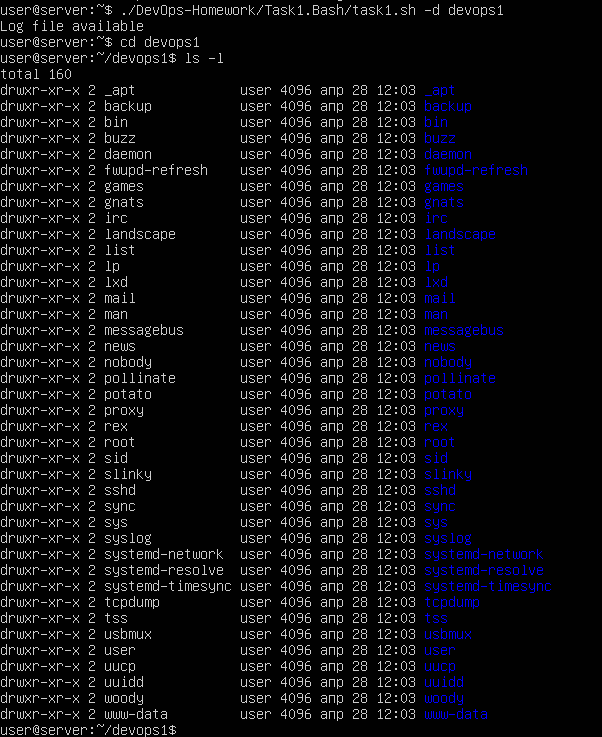 user@server:~$ ./DevOps-Homework/Task1.Bash/task1.sh -d devops1
Log file available
user@server:~$ cd devops1
user@server:~/devops1$ ls -l
total 160
drwxr-xr-x 2 _apt             user 4096 апр 28 12:03 _apt
drwxr-xr-x 2 backup           user 4096 апр 28 12:03 backup
drwxr-xr-x 2 bin              user 4096 апр 28 12:03 bin
drwxr-xr-x 2 buzz             user 4096 апр 28 12:03 buzz
drwxr-xr-x 2 daemon           user 4096 апр 28 12:03 daemon
drwxr-xr-x 2 fwupd-refresh    user 4096 апр 28 12:03 fwupd-refresh
drwxr-xr-x 2 games            user 4096 апр 28 12:03 games
drwxr-xr-x 2 gnats            user 4096 апр 28 12:03 gnats
drwxr-xr-x 2 irc              user 4096 апр 28 12:03 irc
drwxr-xr-x 2 landscape        user 4096 апр 28 12:03 landscape
drwxr-xr-x 2 list             user 4096 апр 28 12:03 list
drwxr-xr-x 2 lp               user 4096 апр 28 12:03 lp
drwxr-xr-x 2 lxd              user 4096 апр 28 12:03 lxd
drwxr-xr-x 2 mail             user 4096 апр 28 12:03 mail
drwxr-xr-x 2 man              user 4096 апр 28 12:03 man
drwxr-xr-x 2 messagebus       user 4096 апр 28 12:03 messagebus
drwxr-xr-x 2 news             user 4096 апр 28 12:03 news
drwxr-xr-x 2 nobody           user 4096 апр 28 12:03 nobody
drwxr-xr-x 2 pollinate        user 4096 апр 28 12:03 pollinate
drwxr-xr-x 2 potato           user 4096 апр 28 12:03 potato
drwxr-xr-x 2 proxy            user 4096 апр 28 12:03 proxy
drwxr-xr-x 2 rex              user 4096 апр 28 12:03 rex
drwxr-xr-x 2 root             user 4096 апр 28 12:03 root
drwxr-xr-x 2 sid              user 4096 апр 28 12:03 sid
drwxr-xr-x 2 slinky           user 4096 апр 28 12:03 slinky
drwxr-xr-x 2 sshd             user 4096 апр 28 12:03 sshd
drwxr-xr-x 2 sync             user 4096 апр 28 12:03 sync
drwxr-xr-x 2 sys              user 4096 апр 28 12:03 sys
drwxr-xr-x 2 syslog           user 4096 апр 28 12:03 syslog
drwxr-xr-x 2 systemd-network  user 4096 апр 28 12:03 systemd-network
drwxr-xr-x 2 systemd-resolve  user 4096 апр 28 12:03 systemd-resolve
drwxr-xr-x 2 systemd-timesync user 4096 апр 28 12:03 systemd-timesync
drwxr-xr-x 2 tcpdump          user 4096 апр 28 12:03 tcpdump
drwxr-xr-x 2 tss              user 4096 апр 28 12:03 tss
drwxr-xr-x 2 usbmux           user 4096 апр 28 12:03 usbmux
drwxr-xr-x 2 user             user 4096 апр 28 12:03 user
drwxr-xr-x 2 uucp             user 4096 апр 28 12:03 uucp
drwxr-xr-x 2 uuidd            user 4096 апр 28 12:03 uuidd
drwxr-xr-x 2 woody            user 4096 апр 28 12:03 woody
drwxr-xr-x 2 www-data         user 4096 апр 28 12:03 www-data
user@server:~/devops1$